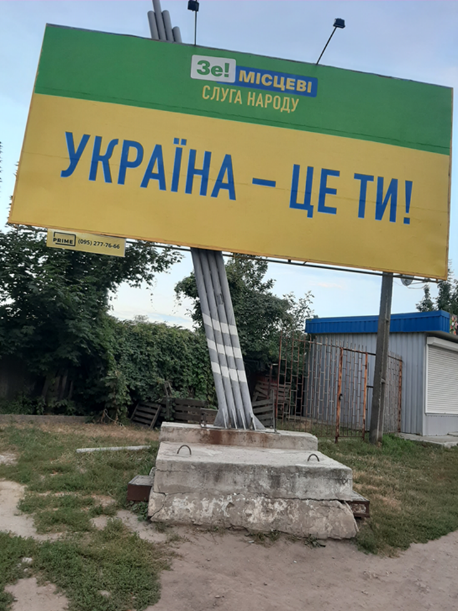 Зе! МІСЦЕВІ
СЛУГА НАРОДУ
УКРАЇНА – ЦЕ ТИ!
PRIME (095) 277-76-66